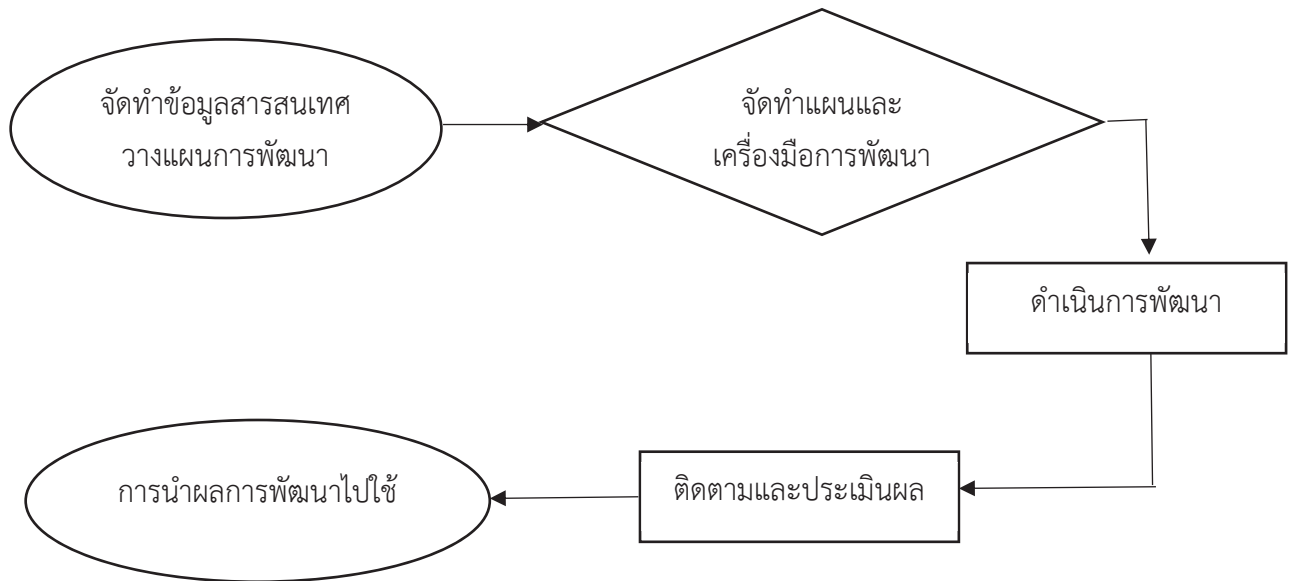 จัดทำข้อมูลสารสนเทศ
วางแผนการพัฒนา
จัดทำแผนและ
เครื่องมือการพัฒนา
ดำเนินการพัฒนา
ติดตามและประเมินผล
การนำผลการพัฒนาไปใช้